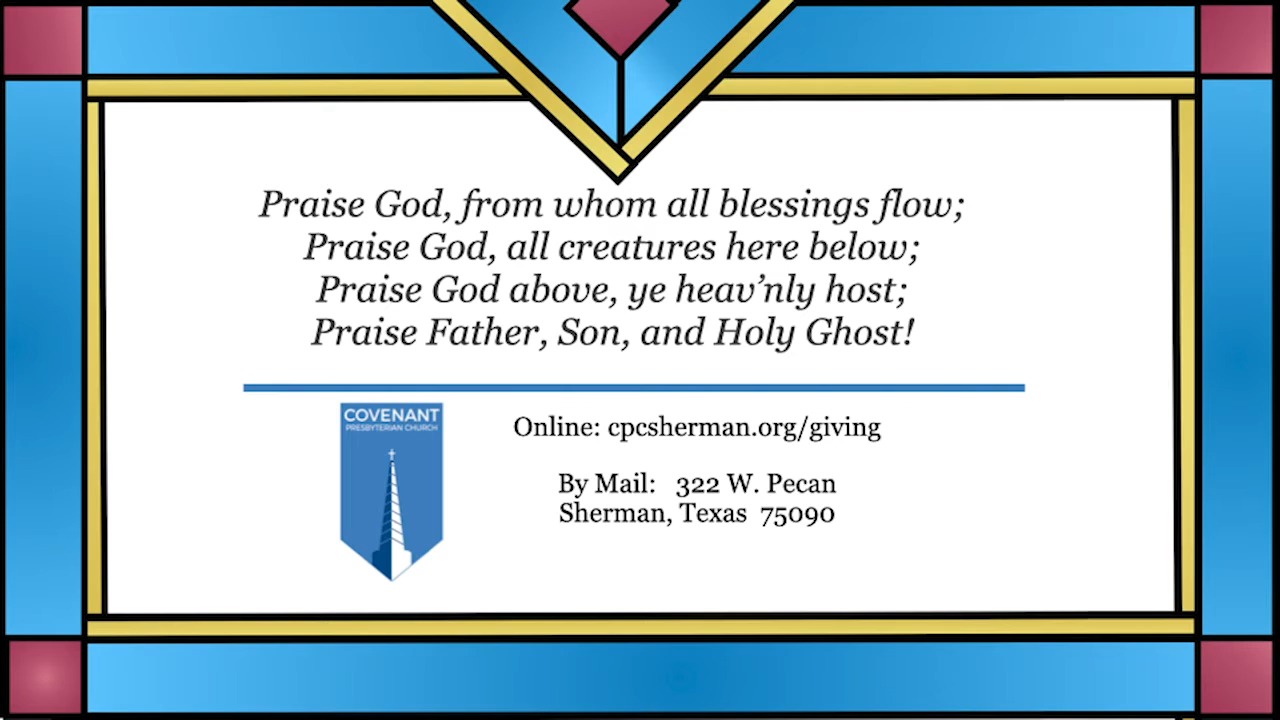 Praise God, from whom all blessings flow;
Praise God, all creatures here below;
Praise God above, ye heav’nly host;
Praise Father, Son, and Holy Ghost!
COVENANT
PRESBYTERIAN CHURCH
Online: cpcsherman.org/giving
By Mail: 322 W. Pecan
Sherman, Texas 75090